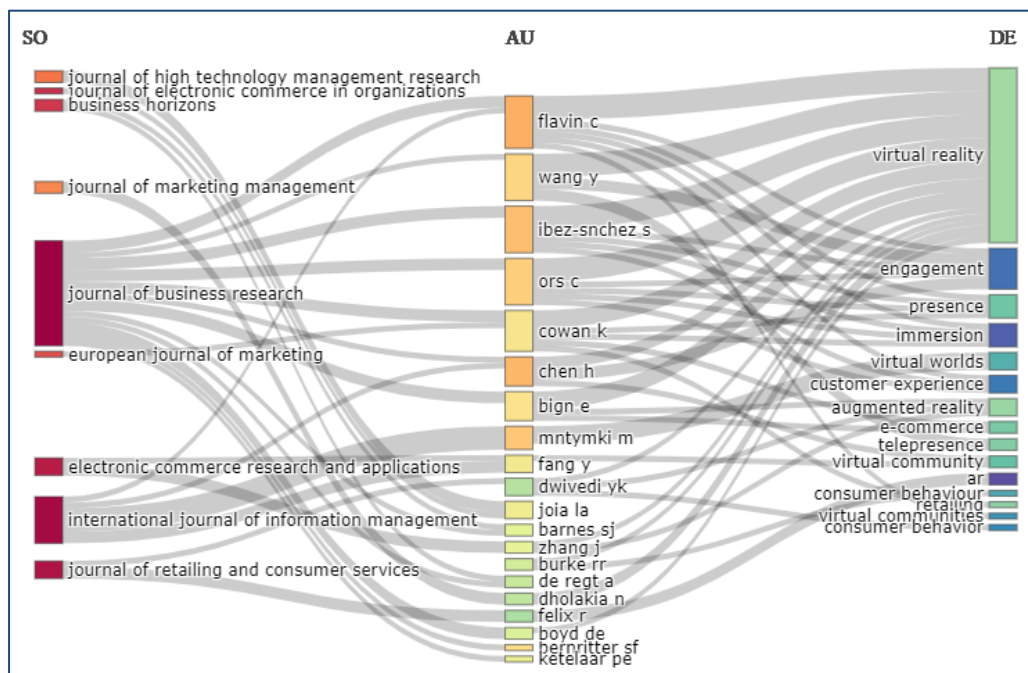 SO
AU
DE
journal of high technology management research
journal of electronic commerce in organizations
business horizons
journal of marketing management
journal of business research
european journal of marketing
electronic commerce research and applications
international journal of information management
journal of retailing and consumer services
flavin c
wang y
ibez-snchez s
ors c
cowan k
chen h
bign e
mntymki m
fang y
dwivedi yk
joia la
barnes sj
zhang j
burke rr
de regt a
dholakia n
felix r
boyd de
bernritter sf
ketelaar pe
virtual reality
engagement
presence
immersion
virtual worlds
customer experience
augmented reality
e-commerce
telepresence
virtual community
ar
consumer behaviour
retailing
virtual communities
consumer behavior